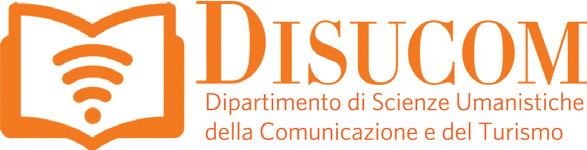 DISUCOM
Dipartimento di Scienze Umanistiche
della Comunicazione e del Turismo